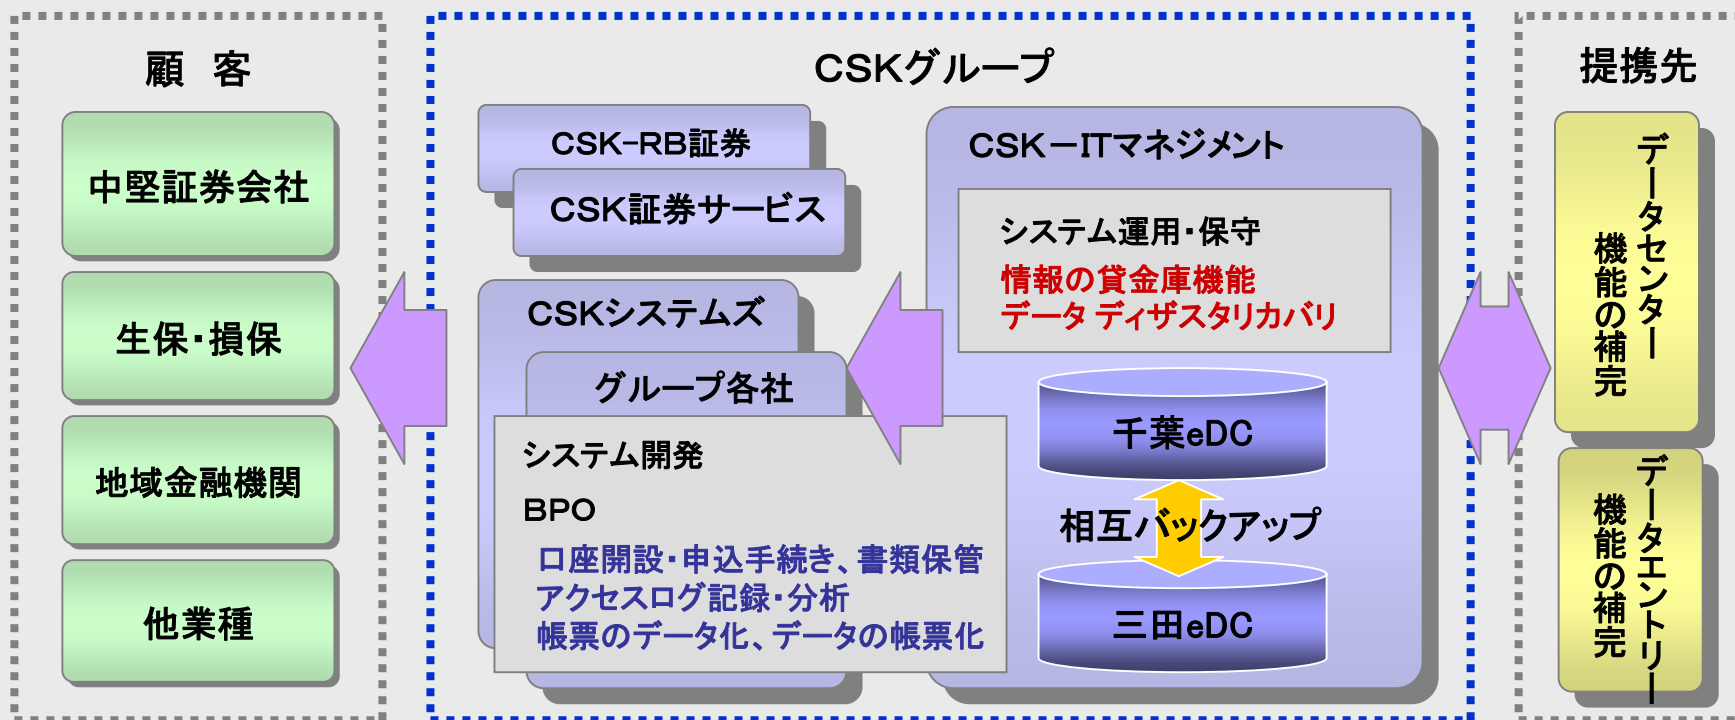 顧　客
中堅証券会社
生保・損保
地域金融機関
他業種
CSKグループ
CSK-RB証券
CSK証券サービス
CSKシステムズ
グループ各社
システム開発
BPO
口座開設・申込手続き、書類保管
アクセスログ記録・分析
帳票のデータ化、データの帳票化
CSK－ITマネジメント
システム運用・保守
情報の貸金庫機能
データ ディザスタリカバリ
千葉eDC
相互バックアップ
三田eDC
提携先
データセンター
機能の補完
データエントリー
機能の補完